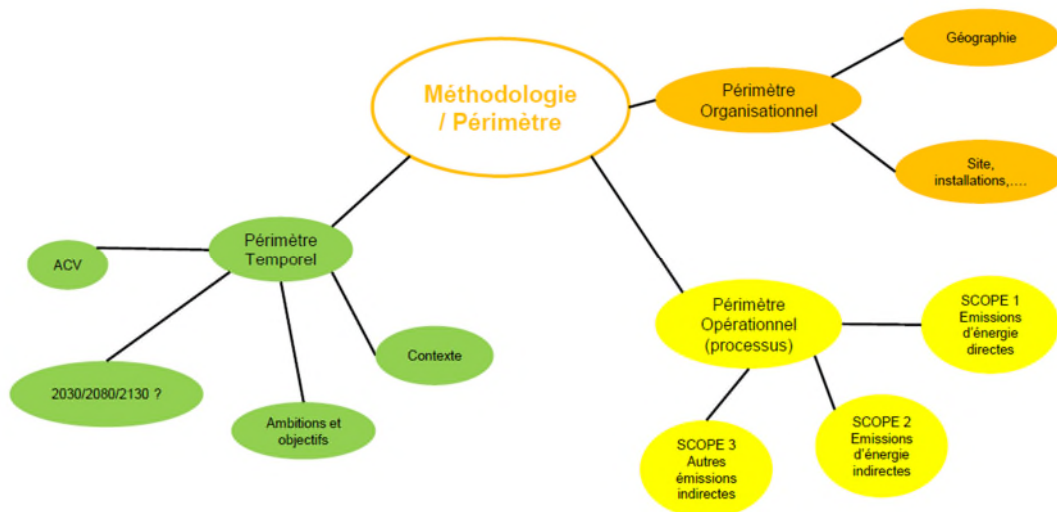 Méthodologie
/ Périmètre
Périmètre
Organisationnel
Géographie
Site,
installations,....
Périmètre
Temporel
ACV
2030/2080/2130 ?
Ambitions et
objectifs
Contexte
Périmètre
Opérationnel
(processus)
SCOPE 1
Emissions
d'énergie
directes
SCOPE 2
Emissions
d'énergie
indirectes
SCOPE 3
Autres
émissions
indirectes